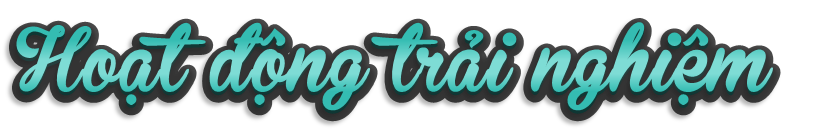 Hoạt động trải nghiệm